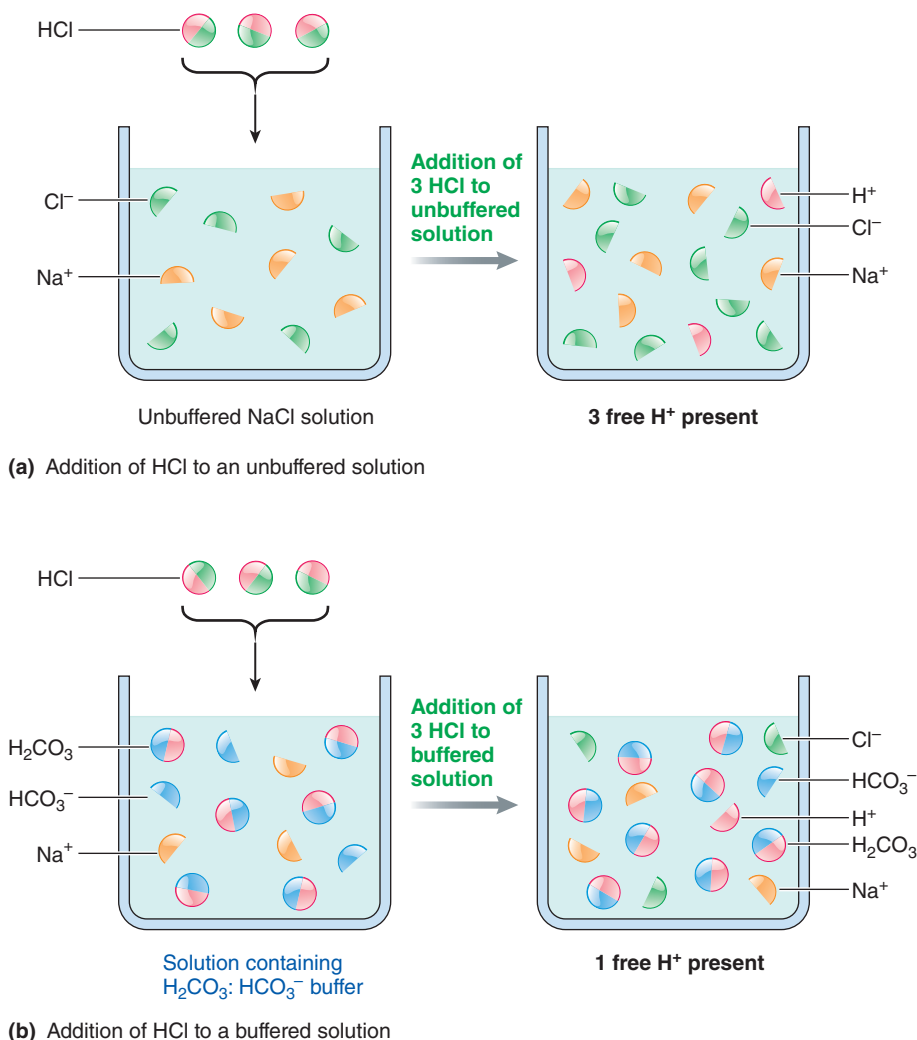 HCl
Cl⁻
Na⁺
Addition of
3 HCl to
unbuffered
solution
H⁺
Cl⁻
Na⁺
Unbuffered NaCl solution
3 free H⁺ present
(a) Addition of HCl to an unbuffered solution
HCl
H₂CO₃
HCO₃⁻
Na⁺
Addition of
3 HCl to
buffered
solution
Cl⁻
HCO₃⁻
H⁺
H₂CO₃
Na⁺
Solution containing
H₂CO₃: HCO₃⁻ buffer
1 free H⁺ present
(b) Addition of HCl to a buffered solution